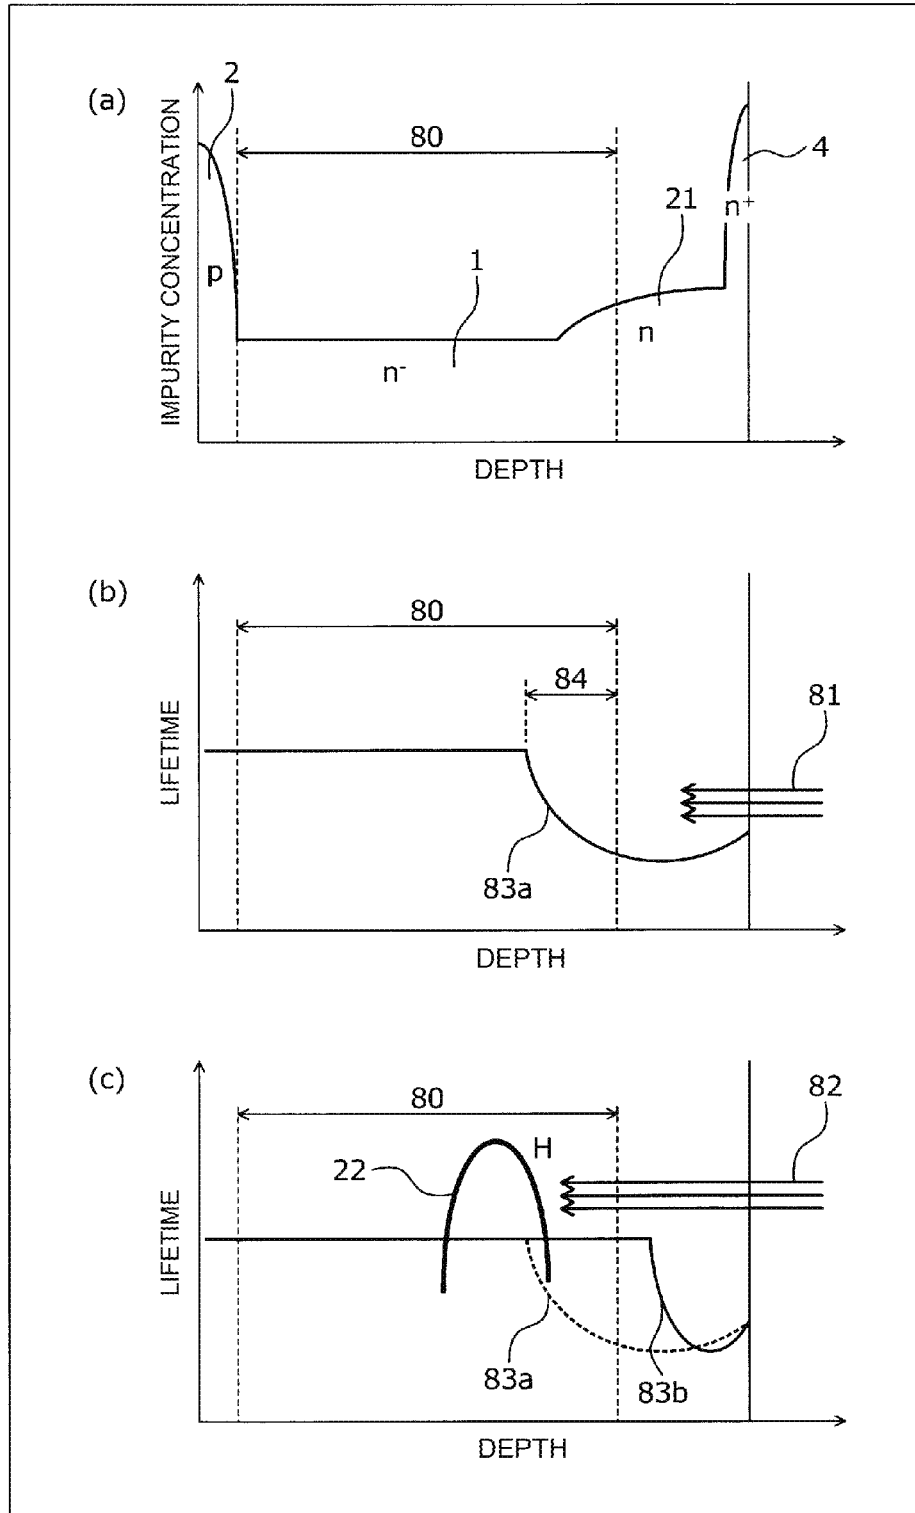 (a)
IMPURITY CONCENTRATION
2
80
4
n⁺
21
p
1
n
n⁻
DEPTH
(b)
LIFETIME
80
84
81
83a
DEPTH
(c)
LIFETIME
80
82
H
22
83a
83b
DEPTH